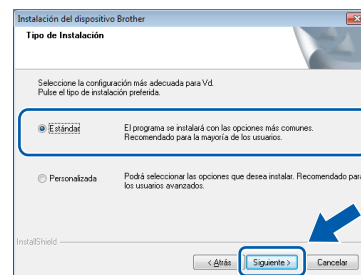 Instalación del dispositivo Brother
Tipo de Instalación
Seleccione la configuración más adecuada para Vd.
Pulse el tipo de instalación preferida.
Estándar
El programa se instalará con las opciones más comunes.
Recomendado para la mayoría de los usuarios.
Personalizada
Podrá seleccionar las opciones que desea instalar. Recomendado para
los usuarios avanzados.
InstallShield
< Atrás
Siguiente >
Cancelar